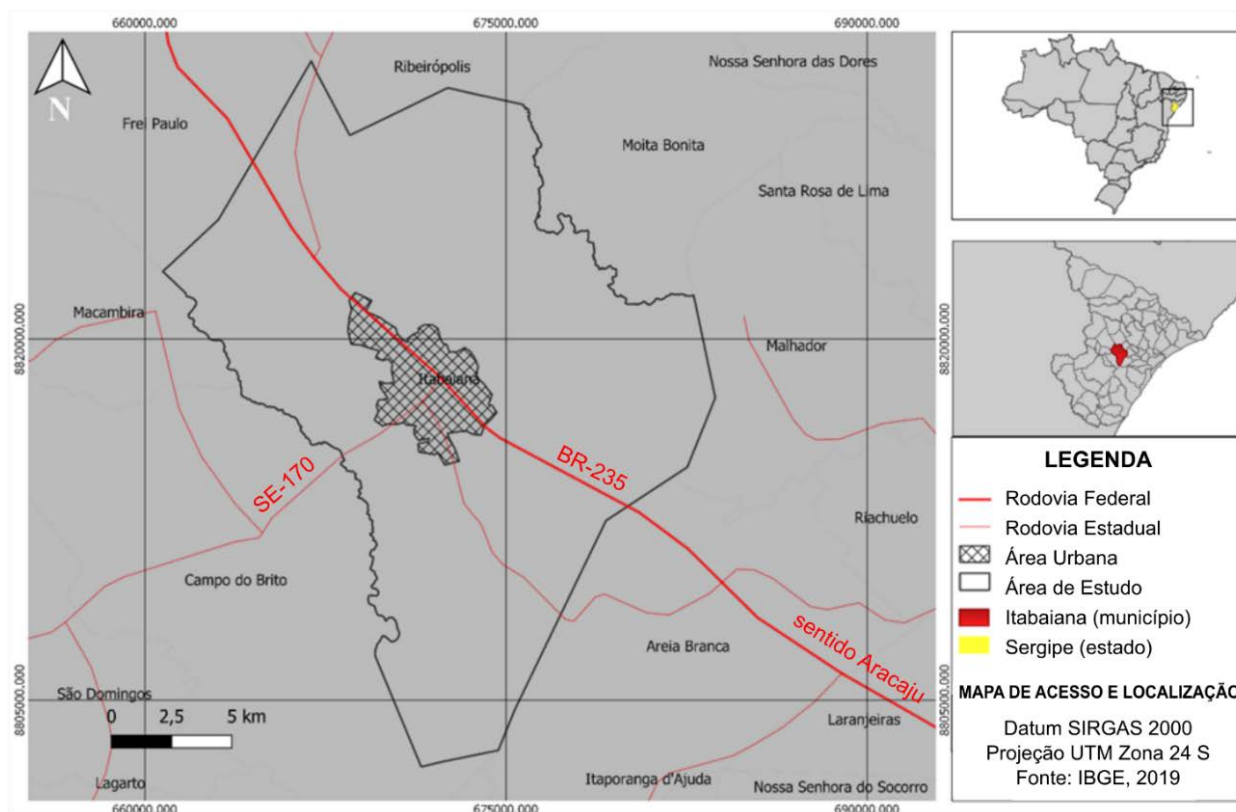 660000.000
675000.000
690000.000
N
Ribeirópolis
Nossa Senhora das Dores
Frei Paulo
Moita Bonita
Santa Rosa de Lima
Macambira
8820000.000
8820000.000
Malhador
Itabaiana
SE-170
BR-235
Riachuelo
Campo do Brito
Areia Branca
sentido Aracaju
São Domingos
8805000.000
8805000.000
Laranjeiras
0 2,5 5 km
Lagarto
Itaporanga d'Ajuda
Nossa Senhora do Socorro
660000.000
675000.000
690000.000
LEGENDA
Rodovia Federal
Rodovia Estadual
Área Urbana
Área de Estudo
Itabaiana (município)
Sergipe (estado)
MAPA DE ACESSO E LOCALIZAÇÃO
Datum SIRGAS 2000
Projeção UTM Zona 24 S
Fonte: IBGE, 2019